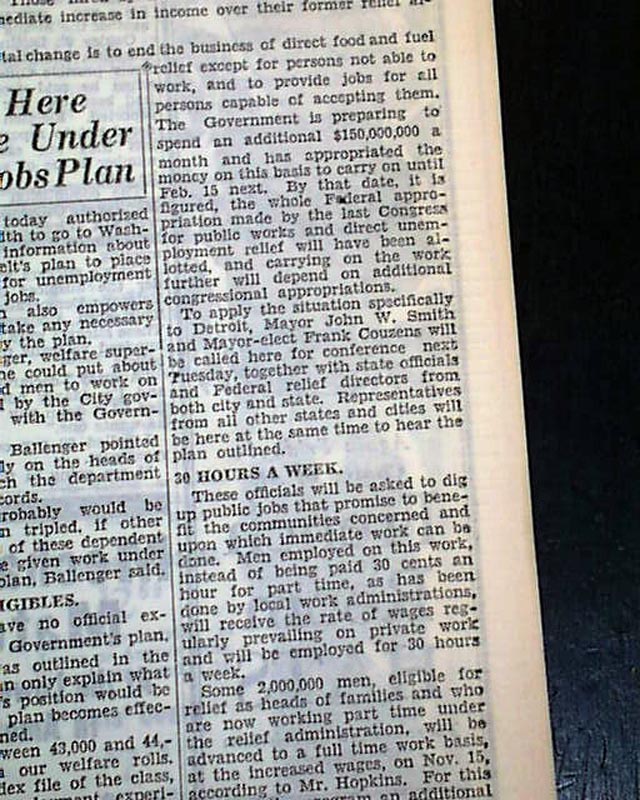 mediate increase in income over their former relief
tal change is to end the business of direct food and fuel
Here
Under
obs Plan
today authorized
ith to go to Wash-
information about
elt's plan to place
for unemployment
jobs.
also empowers
take any necessary
y the plan.
ger, welfare super-
he could put about
d men to work on
l by the City gov-
with the Govern-
Ballenger pointed
ly on the heads of
ch the department
cords.
robably would be
n tripled, if other
of these dependent
e given work under
plan, Ballenger said.
IGIBLES.
ave no official ex-
Government's plan.
as outlined in the
an only explain what
's position would be
plan becomes effec-
ned.
ween 43,000 and 44,-
our welfare rolls.
dex file of the class,
experi-
relief except for persons not able to
work, and to provide jobs for all
persons capable of accepting them.
The Government is preparing to
spend an additional $150,000,000 a
month and has appropriated the
money on this basis to carry on until
Feb. 15 next. By that date, it is
figured, the whole Federal appro-
priation made by the last Congress
for public works and direct unem-
ployment relief will have been al-
lotted, and carrying on the work
further will depend on additional
congressional appropriations.
To apply the situation specifically
to Detroit, Mayor John W. Smith
and Mayor-elect Frank Couzens will
be called here for conference next
Tuesday, together with state officials
and Federal relief directors from
both city and state. Representatives
from all other states and cities will
be here at the same time to hear the
plan outlined.
30 HOURS A WEEK.
These officials will be asked to dig
up public jobs that promise to bene-
fit the communities concerned and
upon which immediate work can be
done. Men employed on this work,
instead of being paid 30 cents an
hour for part time, as has been
done by local work administrations,
will receive the rate of wages reg-
ularly prevailing on private work
and will be employed for 30 hours
a week.
Some 2,000,000 men, eligible for
relief as heads of families and who
are now working part time under
the relief administration, will be
advanced to a full time work basis,
at the increased wages, on Nov. 15,
according to Mr. Hopkins. For this
an additional